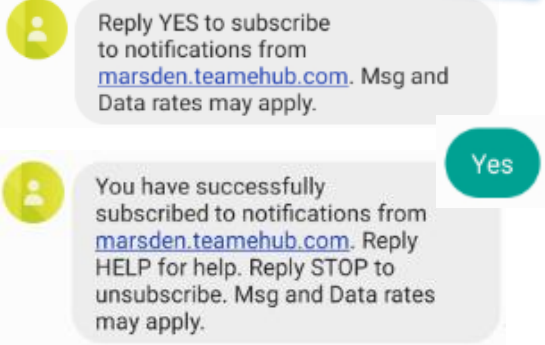 Reply YES to subscribe
to notifications from
marsden.teamehub.com. Msg and
Data rates may apply.
Yes
You have successfully
subscribed to notifications from
marsden.teamehub.com. Reply
HELP for help. Reply STOP to
unsubscribe. Msg and Data rates
may apply.